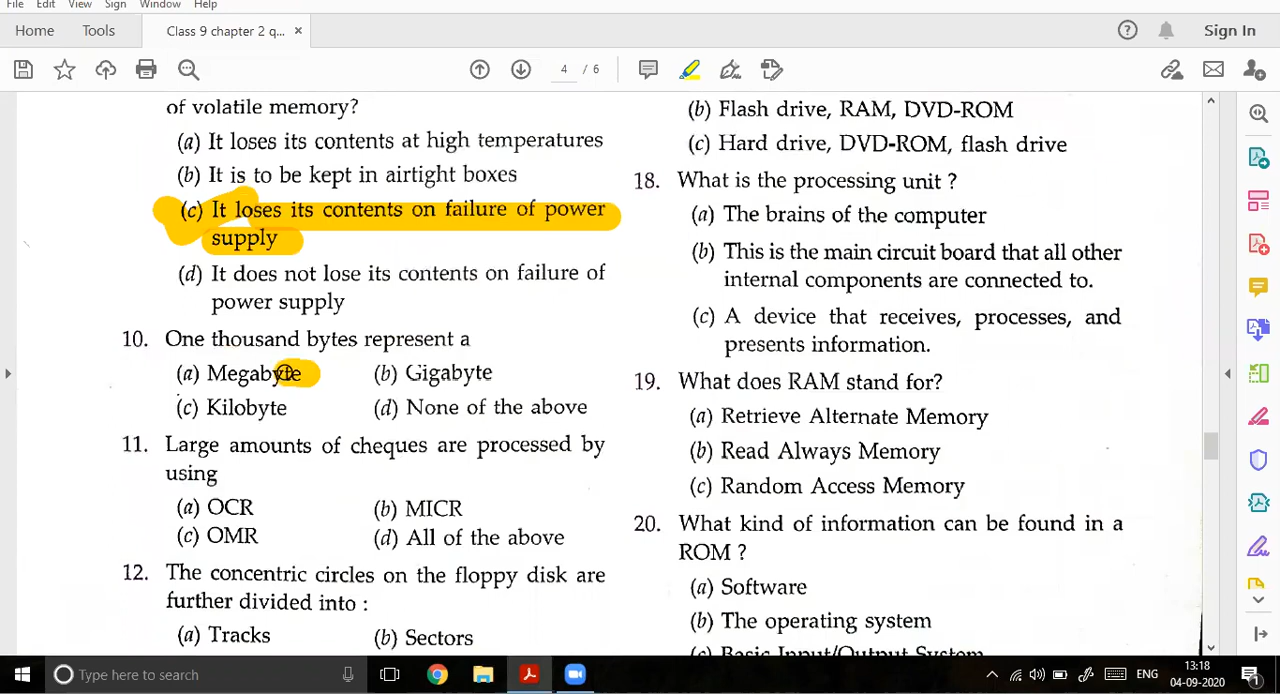 File Edit View Sign Window Help
Home Tools Class 9 chapter 2 q... × Sign In
4 / 6
of volatile memory?
(a) It loses its contents at high temperatures
(b) It is to be kept in airtight boxes
(c) It loses its contents on failure of power
supply
(d) It does not lose its contents on failure of
power supply
10. One thousand bytes represent a
(a) Megabyte (b) Gigabyte
(c) Kilobyte (d) None of the above
11. Large amounts of cheques are processed by
using
(a) OCR (b) MICR
(c) OMR (d) All of the above
12. The concentric circles on the floppy disk are
further divided into :
(a) Tracks (b) Sectors
(b) Flash drive, RAM, DVD-ROM
(c) Hard drive, DVD-ROM, flash drive
18. What is the processing unit ?
(a) The brains of the computer
(b) This is the main circuit board that all other
internal components are connected to.
(c) A device that receives, processes, and
presents information.
19. What does RAM stand for?
(a) Retrieve Alternate Memory
(b) Read Always Memory
(c) Random Access Memory
20. What kind of information can be found in a
ROM ?
(a) Software
(b) The operating system
(c) Basic Input/Output System
Type here to search
ENG 13:18
04-09-2020